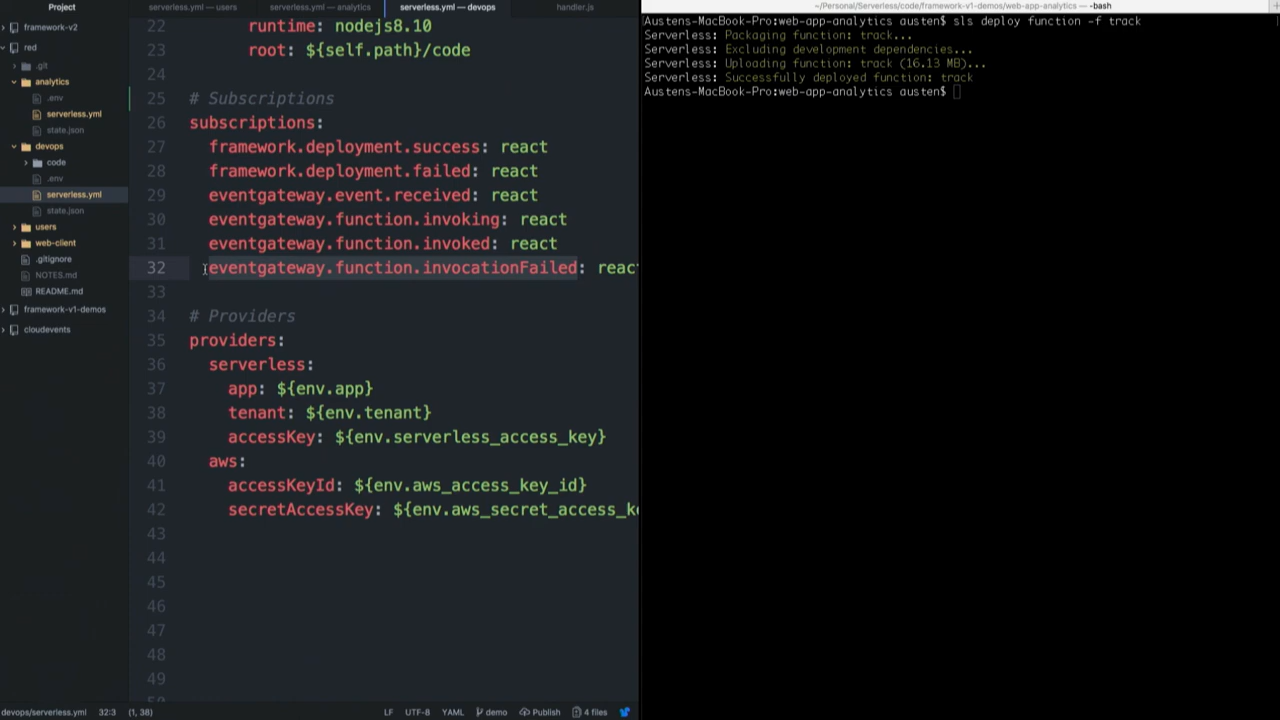 Project
framework-v2
red
.git
analytics
.env
serverless.yml
state.json
devops
code
.env
serverless.yml
state.json
users
web-client
.gitignore
NOTES.md
README.md
framework-v1-demos
cloudevents
serverless.yml — users
serverless.yml — analytics
serverless.yml — devops
handler.js
22 runtime: nodejs8.10
23 root: ${self.path}/code
24
25 # Subscriptions
26 subscriptions:
27 framework.deployment.success: react
28 framework.deployment.failed: react
29 eventgateway.event.received: react
30 eventgateway.function.invoking: react
31 eventgateway.function.invoked: react
32 eventgateway.function.invocationFailed: reac
33
34 # Providers
35 providers:
36 serverless:
37 app: ${env.app}
38 tenant: ${env.tenant}
39 accessKey: ${env.serverless_access_key}
40 aws:
41 accessKeyId: ${env.aws_access_key_id}
42 secretAccessKey: ${env.aws_secret_access_k
43
44
45
46
47
48
49
devops/serverless.yml 32:3 (1, 38)
LF UTF-8 YAML demo Publish 4 files
~/Personal/Serverless/code/framework-v1-demos/web-app-analytics — -bash
Austens-MacBook-Pro:web-app-analytics austen$ sls deploy function -f track
Serverless: Packaging function: track...
Serverless: Excluding development dependencies...
Serverless: Uploading function: track (16.13 MB)...
Serverless: Successfully deployed function: track
Austens-MacBook-Pro:web-app-analytics austen$